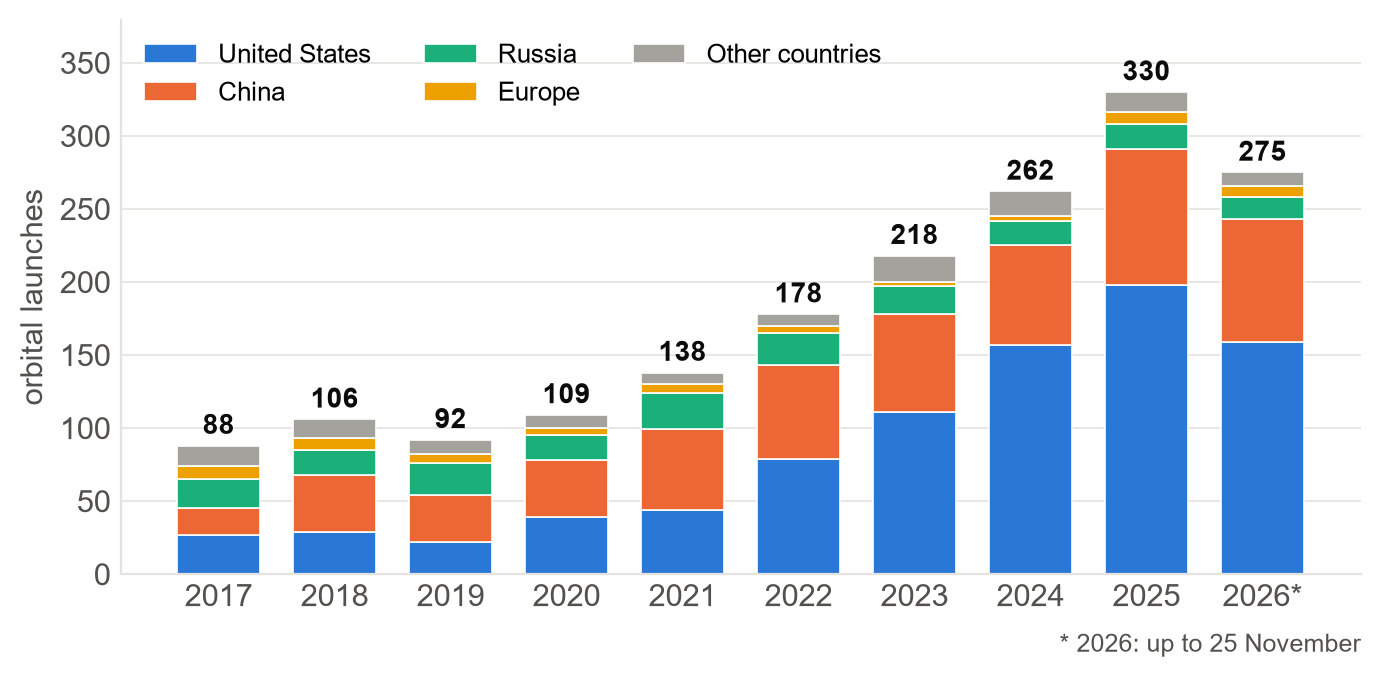 United States
China
Russia
Europe
Other countries
orbital launches
350
300
250
200
150
100
50
0
88
106
92
109
138
178
218
262
330
275
2017 2018 2019 2020 2021 2022 2023 2024 2025 2026*
* 2026: up to 25 November